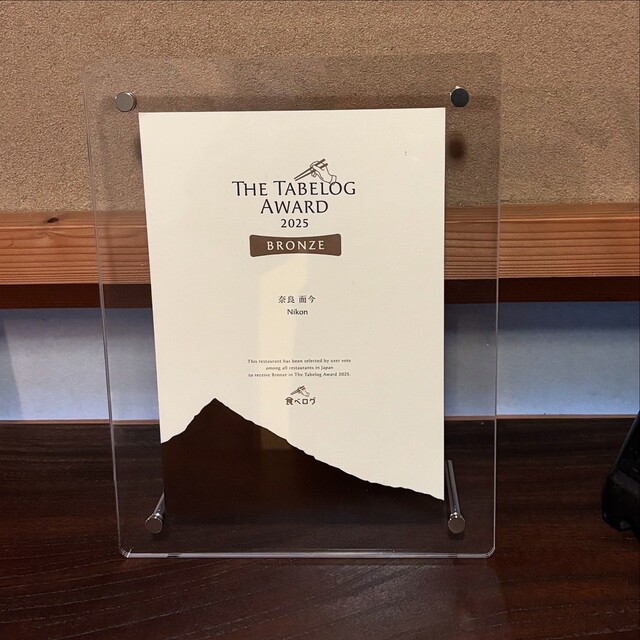 THE TABELOG
AWARD
2025
BRONZE
奈良 而今
Nikon
This restaurant has been selected by user vote
among all restaurants in Japan
to receive Bronze in The Tabelog Award 2025.
食べログ